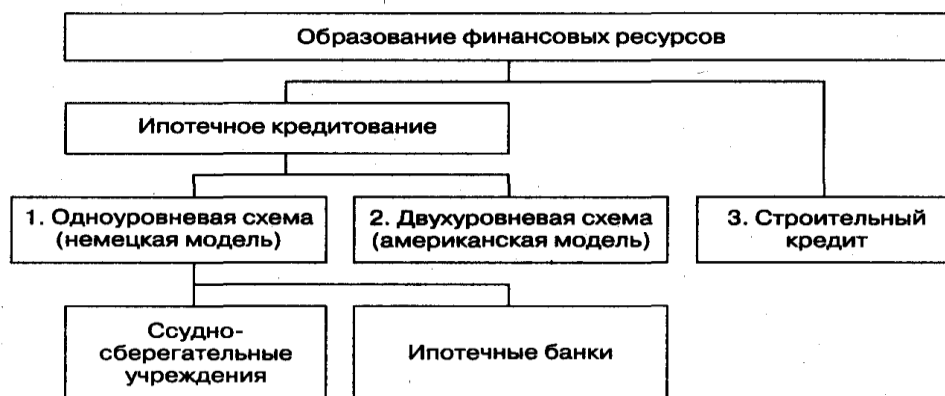 Образование финансовых ресурсов
Ипотечное кредитование
1. Одноуровневая схема
(немецкая модель)
2. Двухуровневая схема
(американская модель)
3. Строительный
кредит
Ссудно-
сберегательные
учреждения
Ипотечные банки